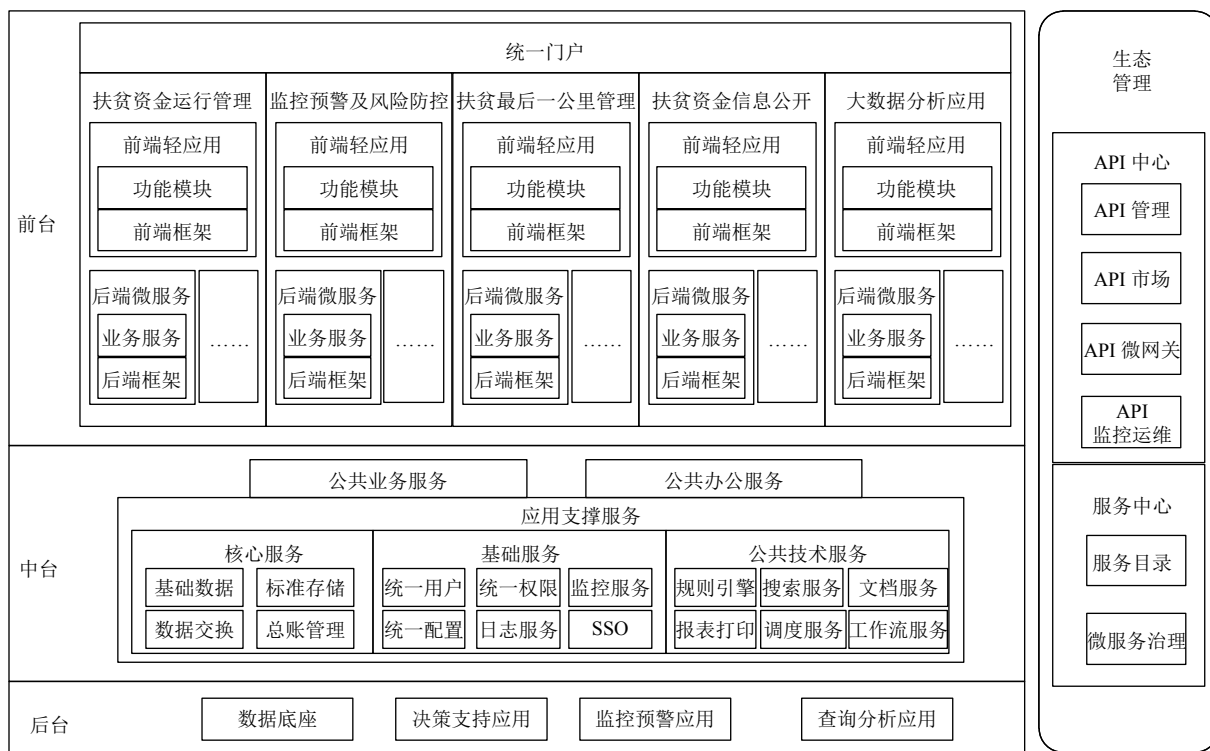 统一门户
生态
管理
扶贫资金运行管理
监控预警及风险防控
扶贫最后一公里管理
扶贫资金信息公开
大数据分析应用
前端轻应用
前端轻应用
前端轻应用
前端轻应用
前端轻应用
功能模块
功能模块
功能模块
功能模块
功能模块
前台
前端框架
前端框架
前端框架
前端框架
前端框架
后端微服务
后端微服务
后端微服务
后端微服务
后端微服务
业务服务
……
业务服务
……
业务服务
……
业务服务
……
业务服务
……
后端框架
后端框架
后端框架
后端框架
后端框架
API 中心
API 管理
API 市场
API 微网关
API
监控运维
公共业务服务
公共办公服务
应用支撑服务
中台
核心服务
基础数据
标准存储
数据交换
总账管理
基础服务
统一用户
统一权限
监控服务
统一配置
日志服务
SSO
公共技术服务
规则引擎
搜索服务
文档服务
报表打印
调度服务
工作流服务
服务中心
服务目录
微服务治理
后台
数据底座
决策支持应用
监控预警应用
查询分析应用